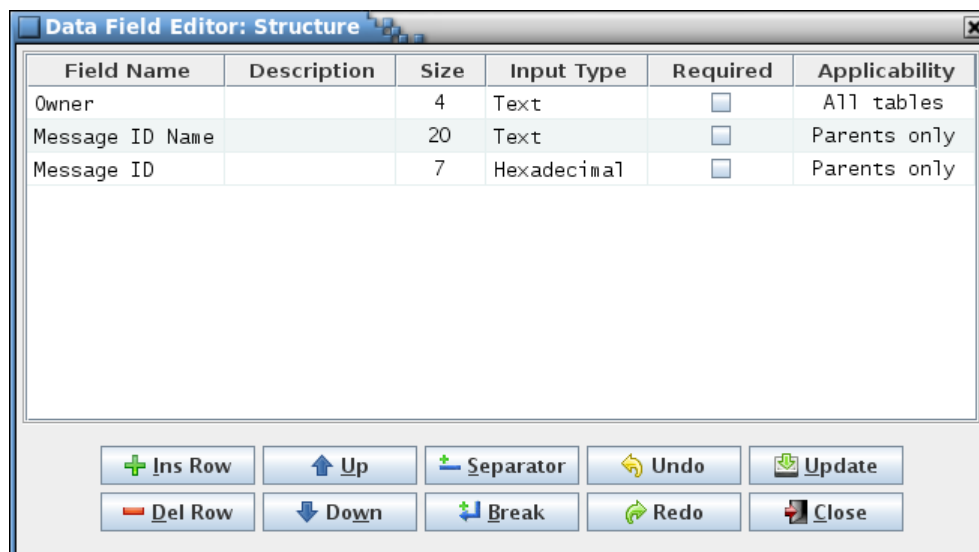 Data Field Editor: Structure
Field Name Description Size Input Type Required Applicability
Owner 4 Text All tables
Message ID Name 20 Text Parents only
Message ID 7 Hexadecimal Parents only
Ins Row Up Separator Undo Update
Del Row Down Break Redo Close